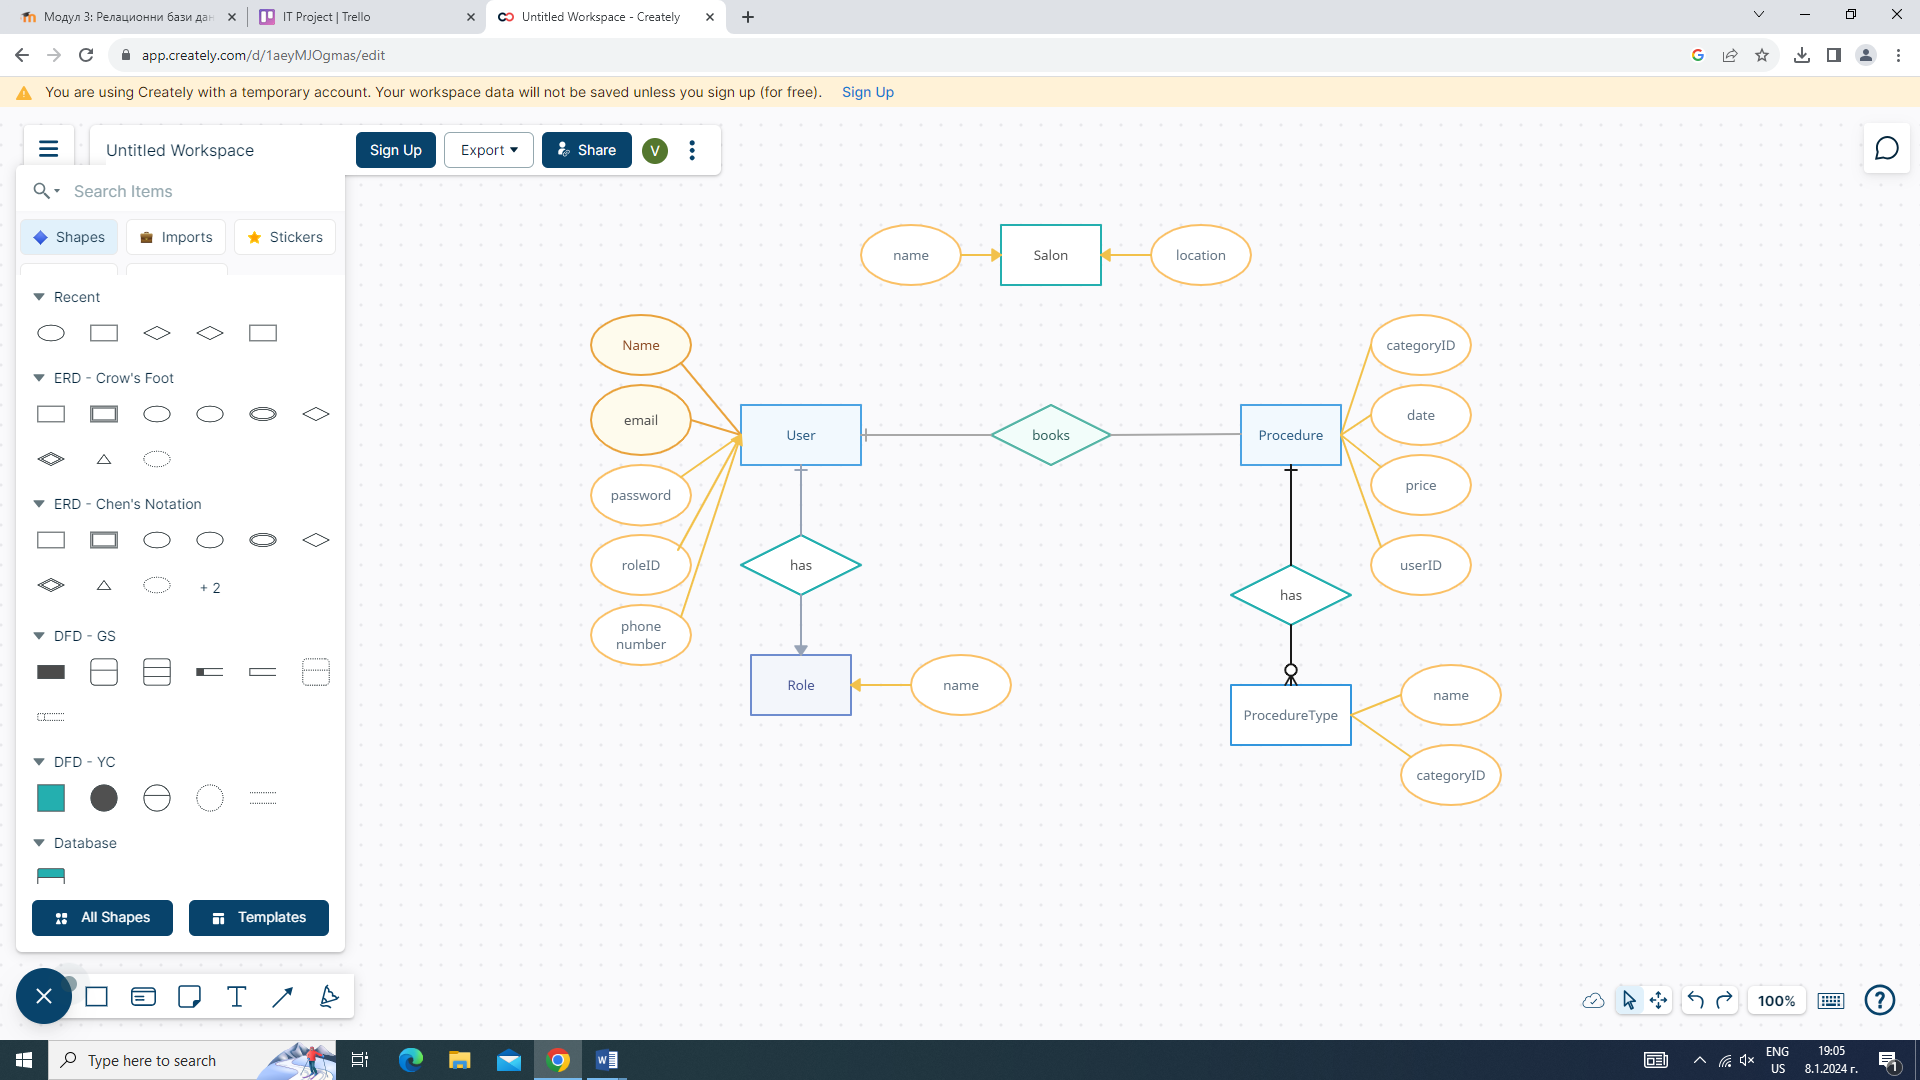 Модул 3: Релационни бази дан
IT Project | Trello
Untitled Workspace - Creately
app.creately.com/d/1aeyMJOgmas/edit
You are using Creately with a temporary account. Your workspace data will not be saved unless you sign up (for free). Sign Up
Untitled Workspace
Sign Up
Export
Share
V
Search Items
Shapes
Imports
Stickers
Recent
ERD - Crow's Foot
ERD - Chen's Notation
+ 2
DFD - GS
DFD - YC
Database
All Shapes
Templates
name
Salon
location
Name
email
password
roleID
phone
number
User
books
Procedure
categoryID
date
price
userID
has
has
Role
name
ProcedureType
name
categoryID
100%
?
Type here to search
ENG
US
19:05
8.1.2024 г.
1